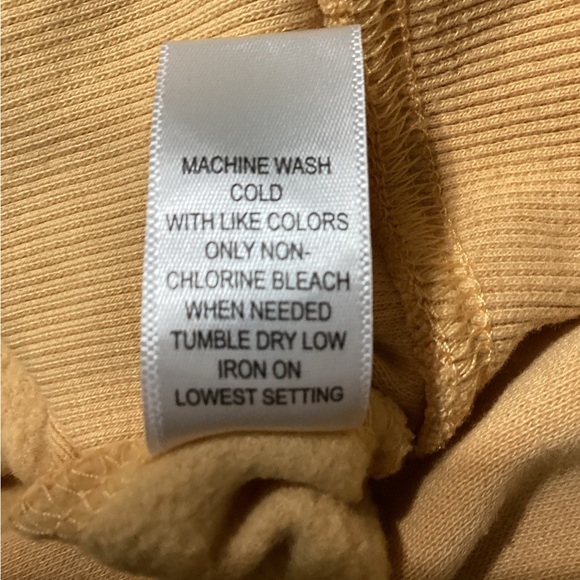 MACHINE WASH
COLD
WITH LIKE COLORS
ONLY NON-
CHLORINE BLEACH
WHEN NEEDED
TUMBLE DRY LOW
IRON ON
LOWEST SETTING